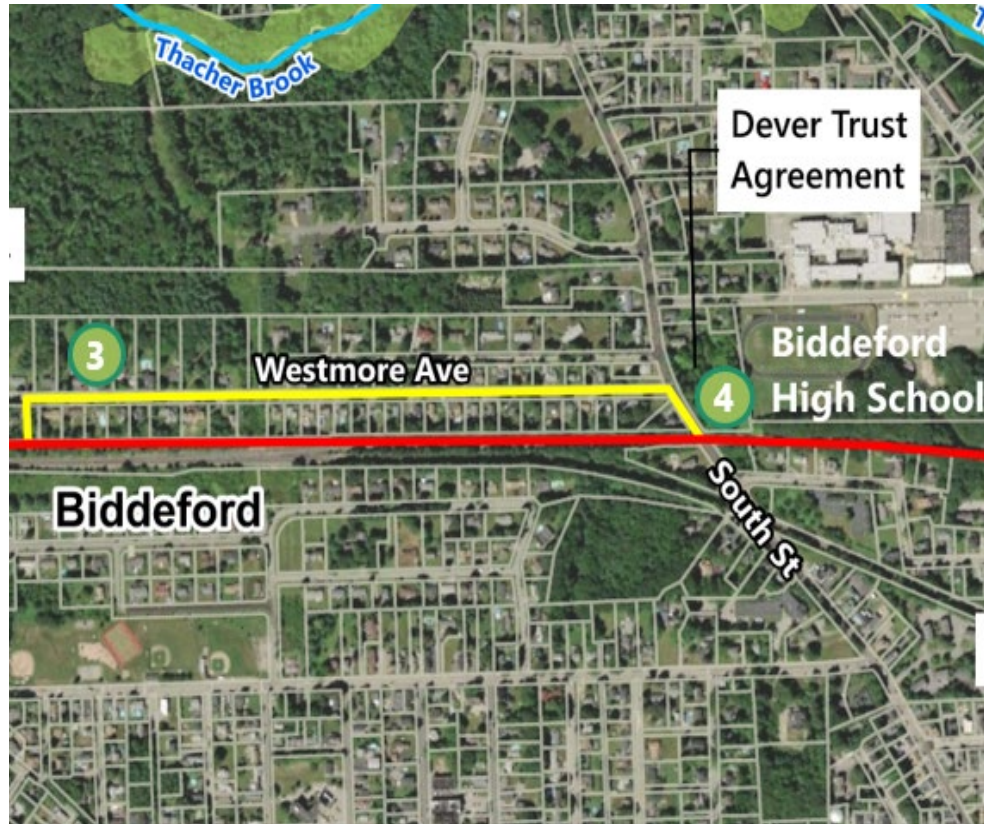 Thacher Brook
T
Dever Trust
Agreement
3
Westmore Ave
4
Biddeford
High School
Biddeford
South St